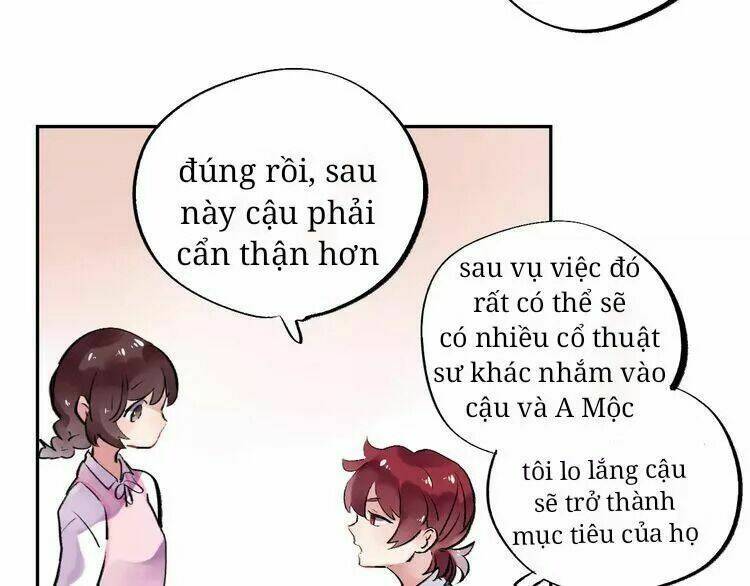 đúng rồi, sau
này cậu phải
cẩn thận hơn
sau vụ việc đó
rất có thể sẽ
có nhiều cổ thuật
sư khác nhắm vào
cậu và A Mộc
tôi lo lắng cậu
sẽ trở thành
mục tiêu của họ